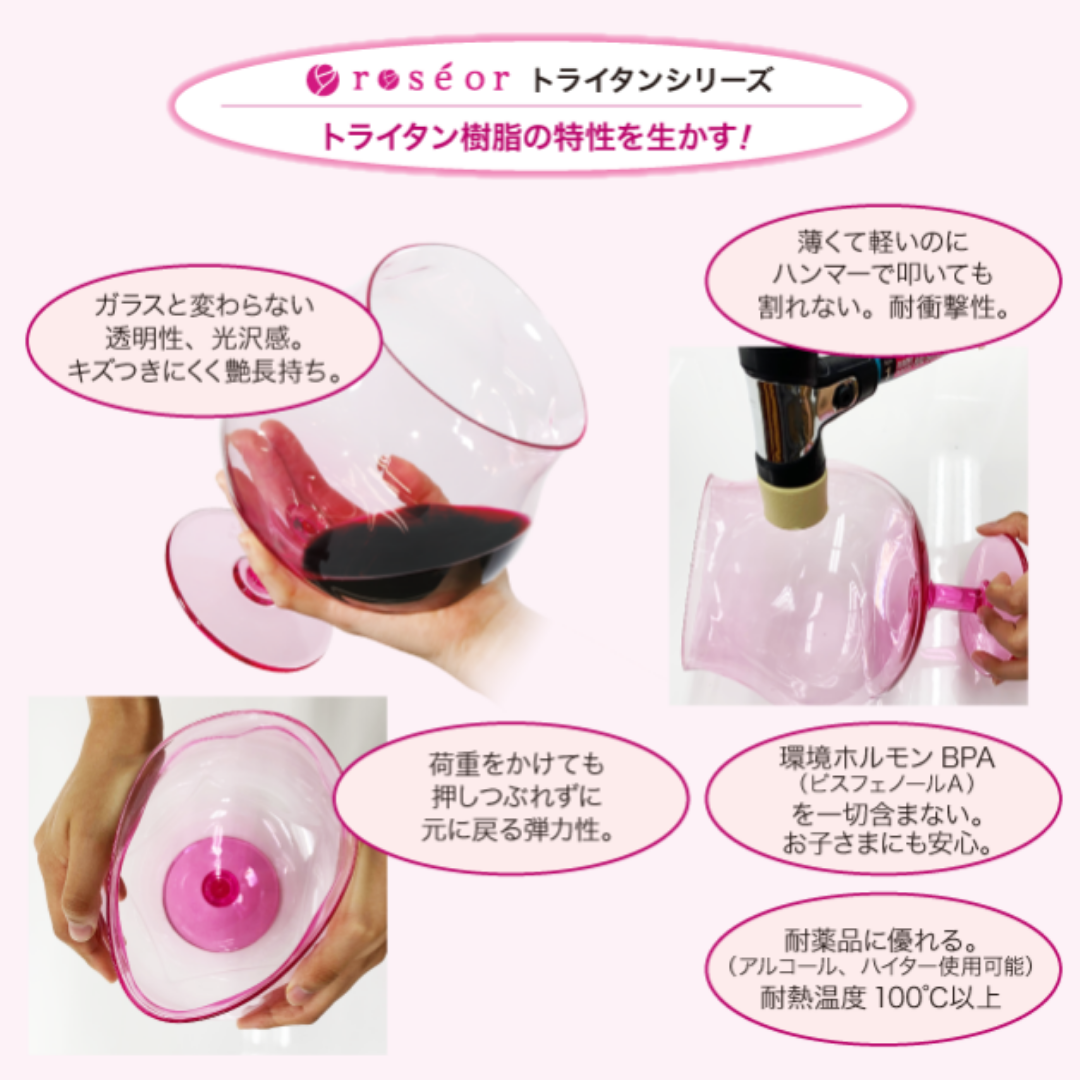 roséor トライタンシリーズ
トライタン樹脂の特性を生かす!
薄くて軽いのに
ハンマーで叩いても
割れない。耐衝撃性。
ガラスと変わらない
透明性、光沢感。
キズつきにくく艶長持ち。
荷重をかけても
押しつぶれずに
元に戻る弾力性。
環境ホルモン BPA
（ビスフェノールA）
を一切含まない。
お子さまにも安心。
耐薬品に優れる。
（アルコール、ハイター使用可能）
耐熱温度 100℃以上